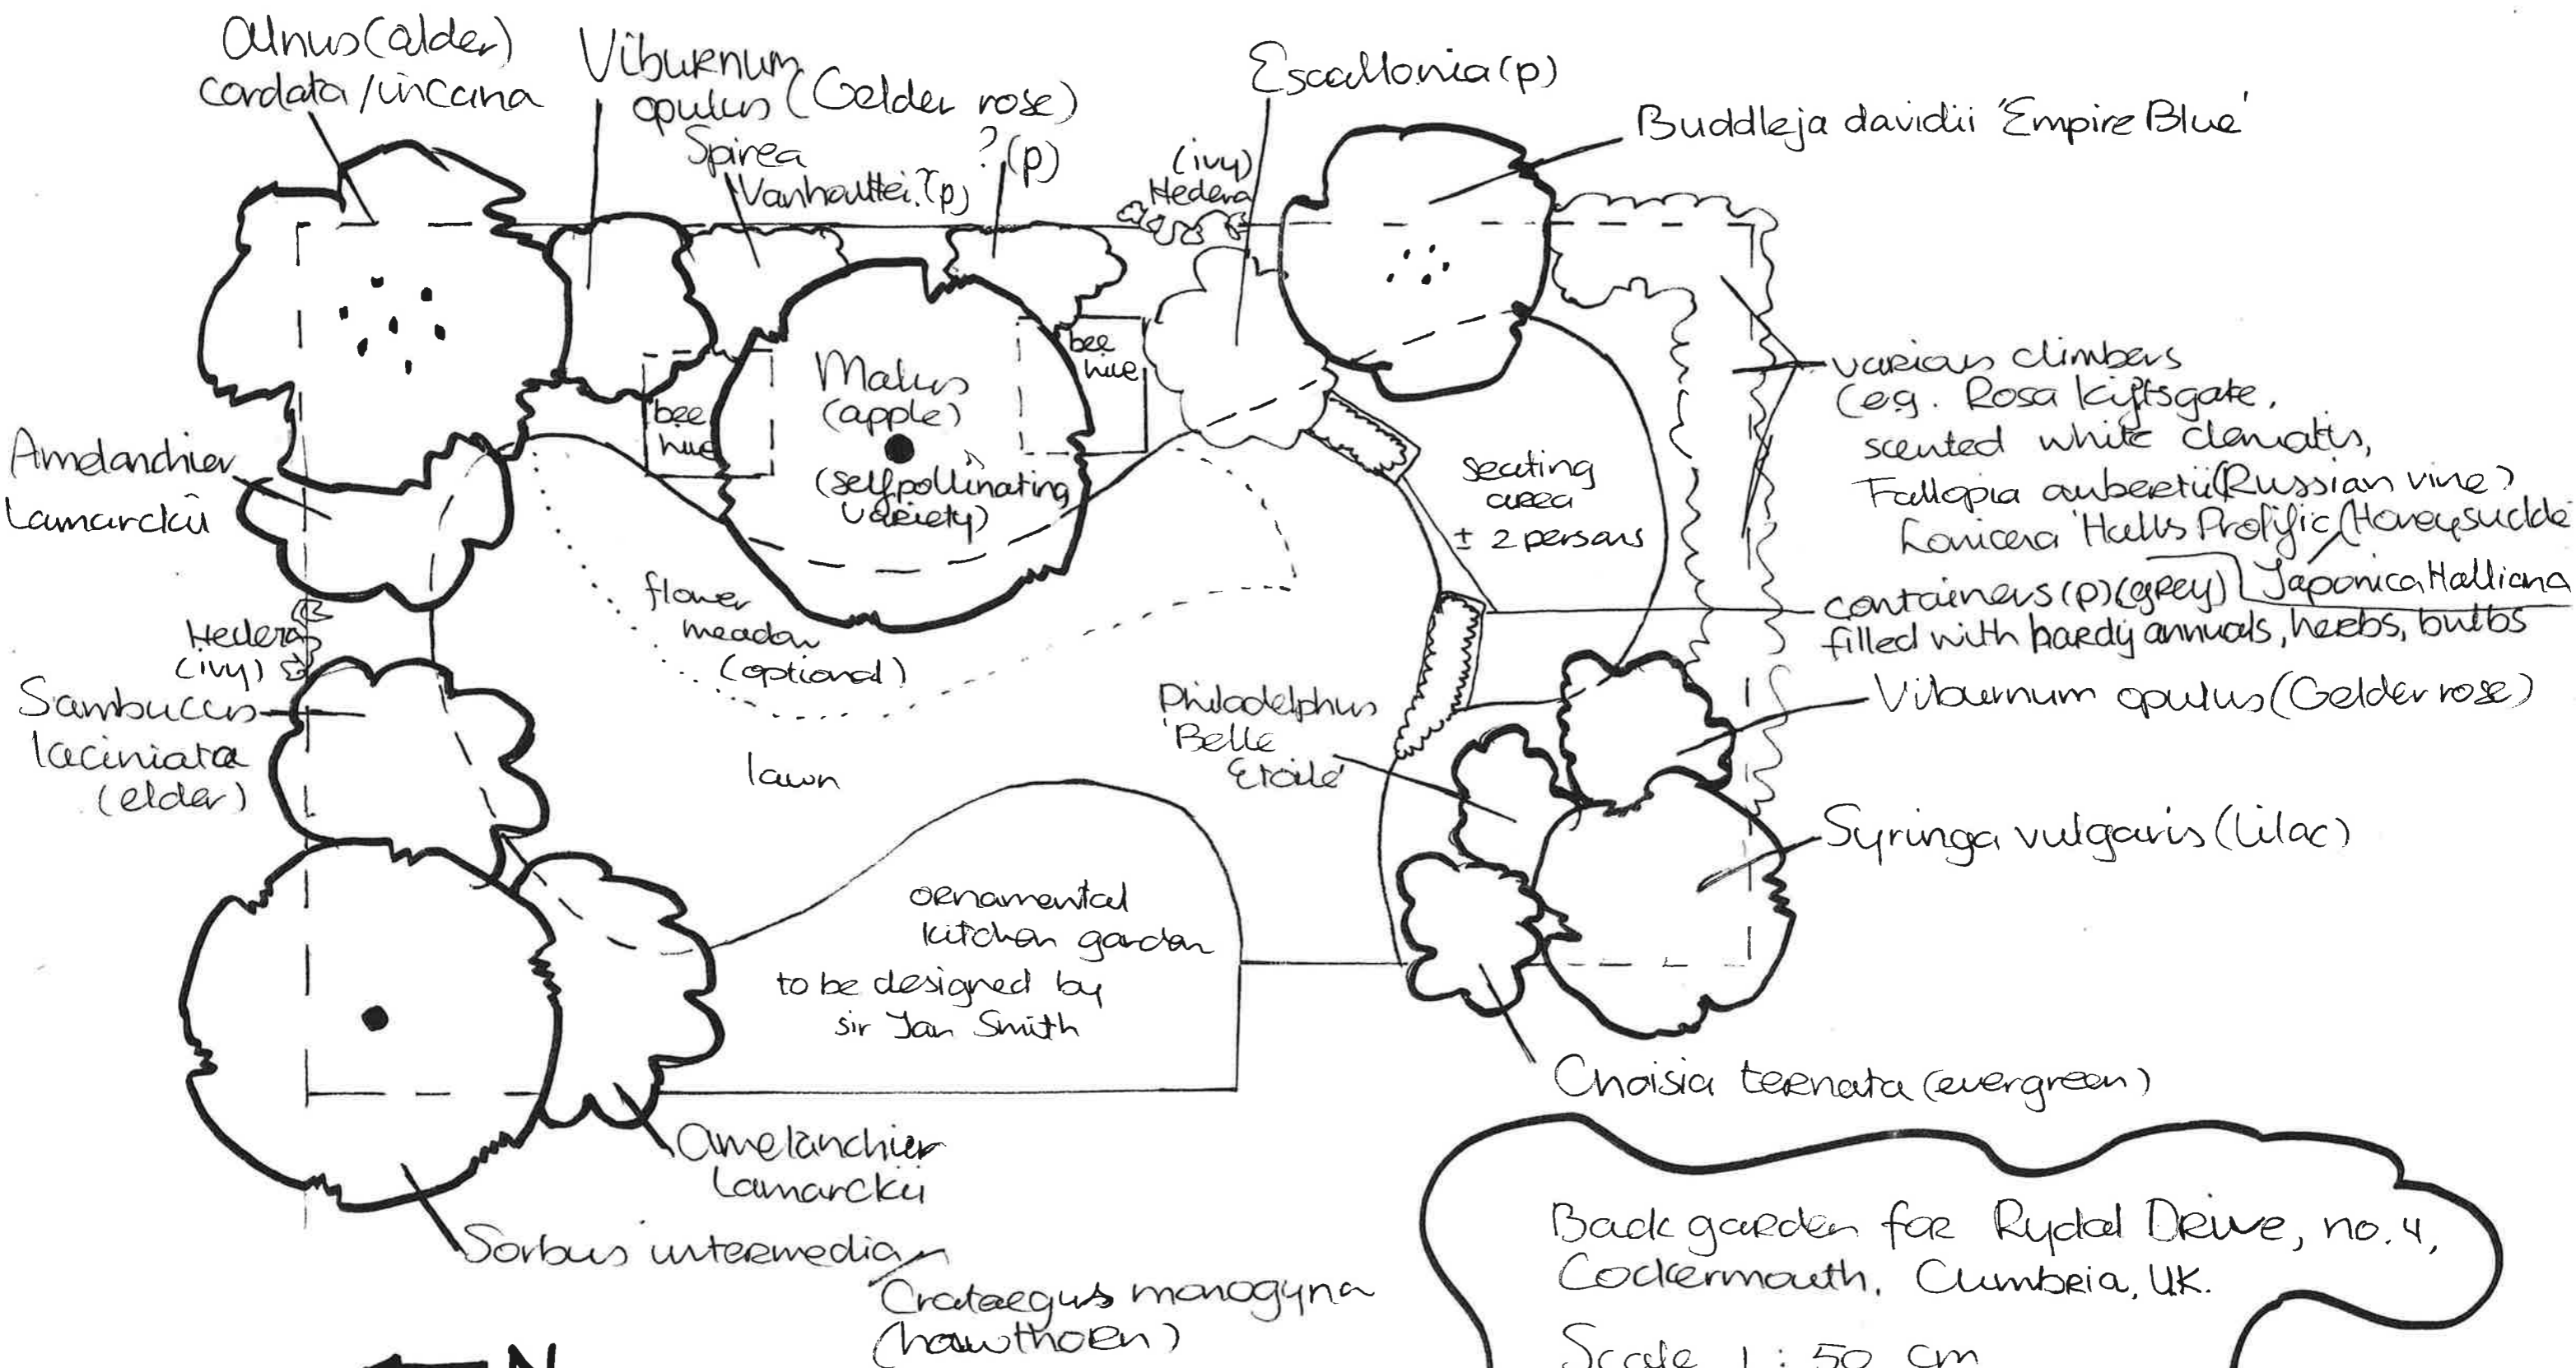 Alnus (alder)
cordata / incana
Viburnum
opulus (Gelder rose)
Spirea
Vanhouttei ? (p)
? (p)
(ivy)
Hedera
Escallonia (p)
Buddleja davidii 'Empire Blue'
bee
hive
Malus
(apple)
(selfpollinating
variety)
bee
hive
various climbers
(e.g. Rosa Kiftsgate,
scented white clematis,
Fallopia aubertii (Russian vine)
Lonicera 'Halls Prolific' (Honeysuckle
Japonica Halliana
seating
area
± 2 persons
Amelanchier
Lamarckii
flower
meadow
(optional)
containers (p) (grey)
filled with hardy annuals, herbs, bulbs
Hedera
(ivy)
Sambuccus
laciniata
(elder)
lawn
Philadelphus
'Belle
Etoile'
Viburnum opulus (Gelder rose)
Syringa vulgaris (lilac)
ornamental
kitchen garden
to be designed by
sir Jan Smith
Choisia ternata (evergreen)
Amelanchier
Lamarckii
Sorbus intermedia
Crataegus monogyna
(hawthorn)
N
Back garden for Rydal Drive, no. 4,
Cockermouth, Cumbria, UK.
Scale 1 : 50 cm